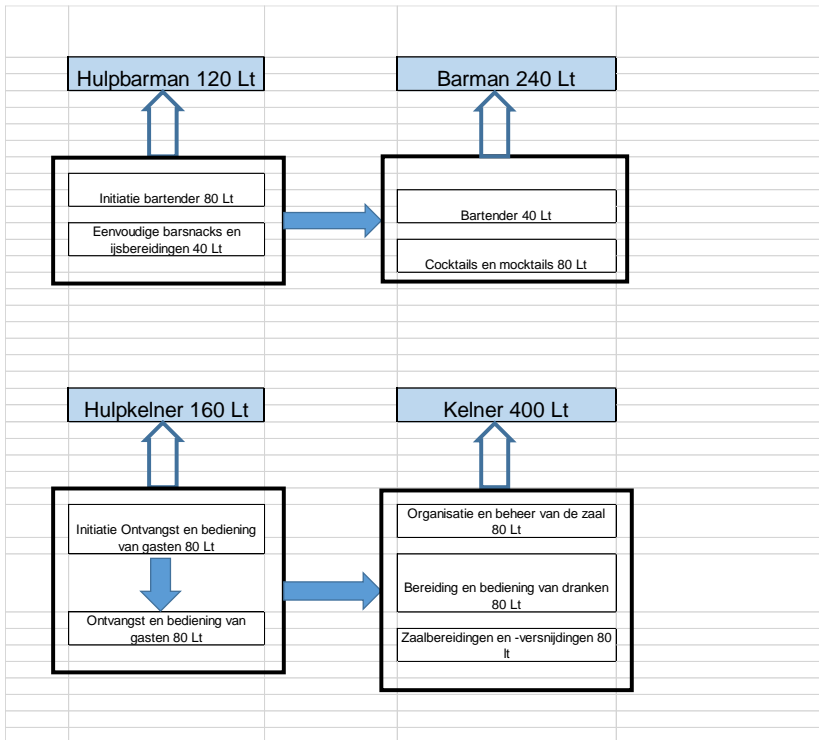 Hulpbarman 120 Lt
Barman 240 Lt
Initiatie bartender 80 Lt
Eenvoudige barsnacks en
ijsbereidingen 40 Lt
Bartender 40 Lt
Cocktails en mocktails 80 Lt
Hulpkelner 160 Lt
Kelner 400 Lt
Initiatie Ontvangst en bediening
van gasten 80 Lt
Ontvangst en bediening van
gasten 80 Lt
Organisatie en beheer van de zaal
80 Lt
Bereiding en bediening van dranken
80 Lt
Zaalbereidingen en -versnijdingen 80
lt